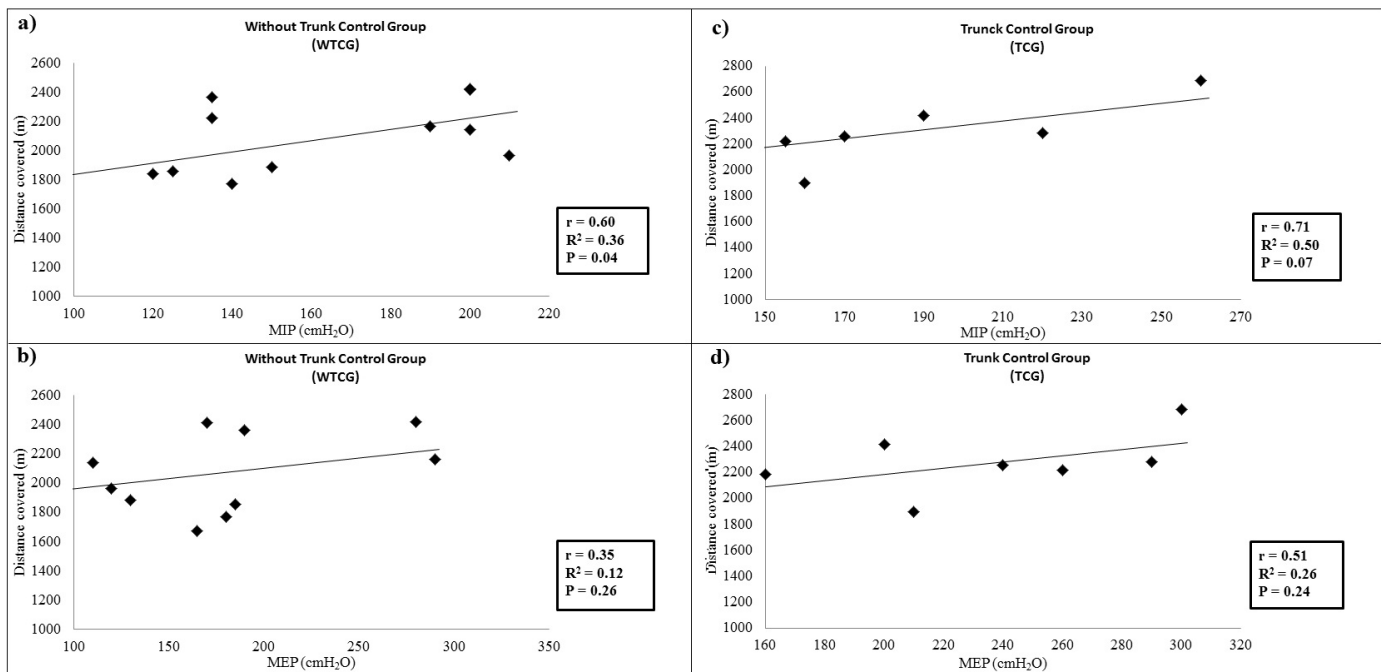 a)
Without Trunk Control Group
(WTCG)
Distance covered (m)
2600
2400
2200
2000
1800
1600
1400
1200
1000
100 120 140 160 180 200 220
MIP (cmH₂O)
r = 0.60
R² = 0.36
P = 0.04
c)
Trunck Control Group
(TCG)
Distance covered (m)
2800
2600
2400
2200
2000
1800
1600
1400
1200
1000
150 170 190 210 230 250 270
MIP (cmH₂O)
r = 0.71
R² = 0.50
P = 0.07
b)
Without Trunk Control Group
(WTCG)
Distance covered (m)
2600
2400
2200
2000
1800
1600
1400
1200
1000
100 150 200 250 300 350
MEP (cmH₂O)
r = 0.35
R² = 0.12
P = 0.26
d)
Trunk Control Group
(TCG)
Distance covered (m)
2800
2600
2400
2200
2000
1800
1600
1400
1200
1000
160 180 200 220 240 260 280 300 320
MEP (cmH₂O)
r = 0.51
R² = 0.26
P = 0.24